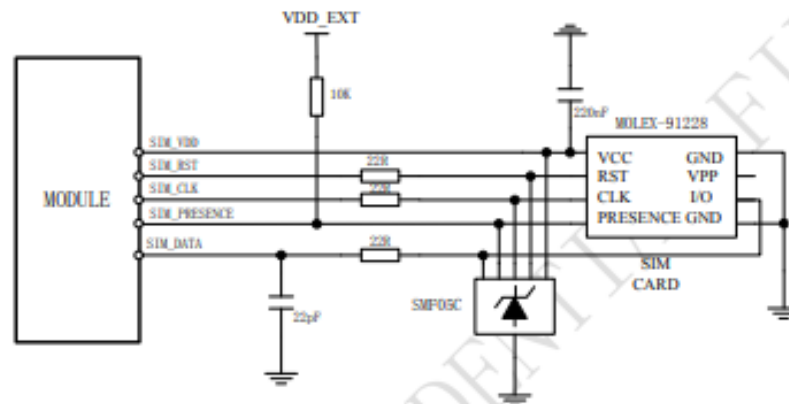 VDD_EXT
10K
220nF
MOLEX-91228
SIM_VDD
VCC GND
SIM_RST
22R
RST VPP
MODULE
SIM_CLK
22R
CLK I/O
SIM_PRESENCE
PRESENCE GND
SIM_DATA
22R
SIM
CARD
SMF05C
22pF